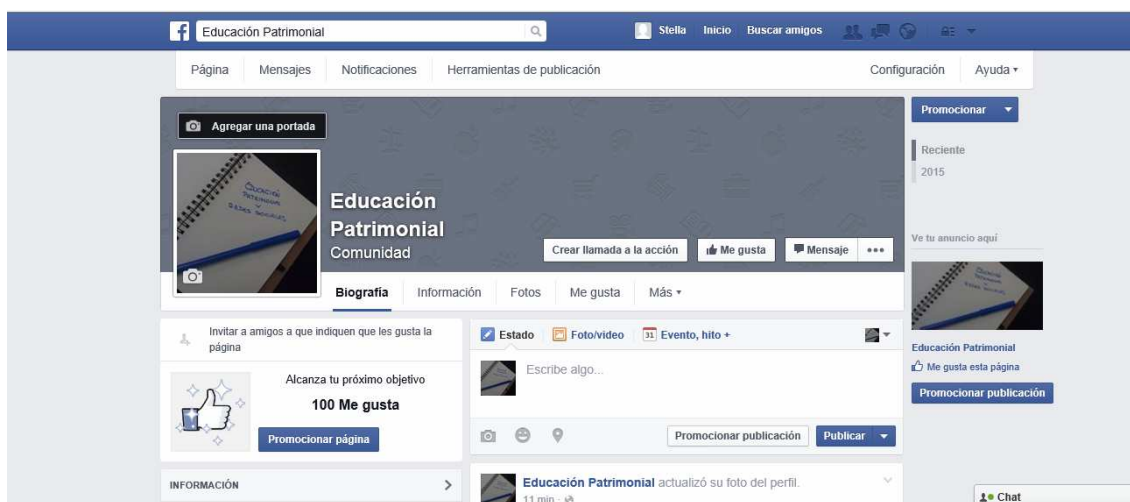 Educación Patrimonial
Stella Inicio Buscar amigos
Página Mensajes Notificaciones Herramientas de publicación Configuración Ayuda
Agregar una portada
Promocionar
Reciente
2015
Educación
Patrimonial
Comunidad
Crear llamada a la acción Me gusta Mensaje
Ve tu anuncio aquí
Biografía Información Fotos Me gusta Más
Invitar a amigos a que indiquen que les gusta la
página
Alcanza tu próximo objetivo
100 Me gusta
Promocionar página
INFORMACIÓN
Estado Foto/video 31 Evento, hito +
Escribe algo...
Promocionar publicación Publicar
Educación Patrimonial actualizó su foto del perfil.
11 min
Educación Patrimonial
Me gusta esta página
Promocionar publicación
Chat